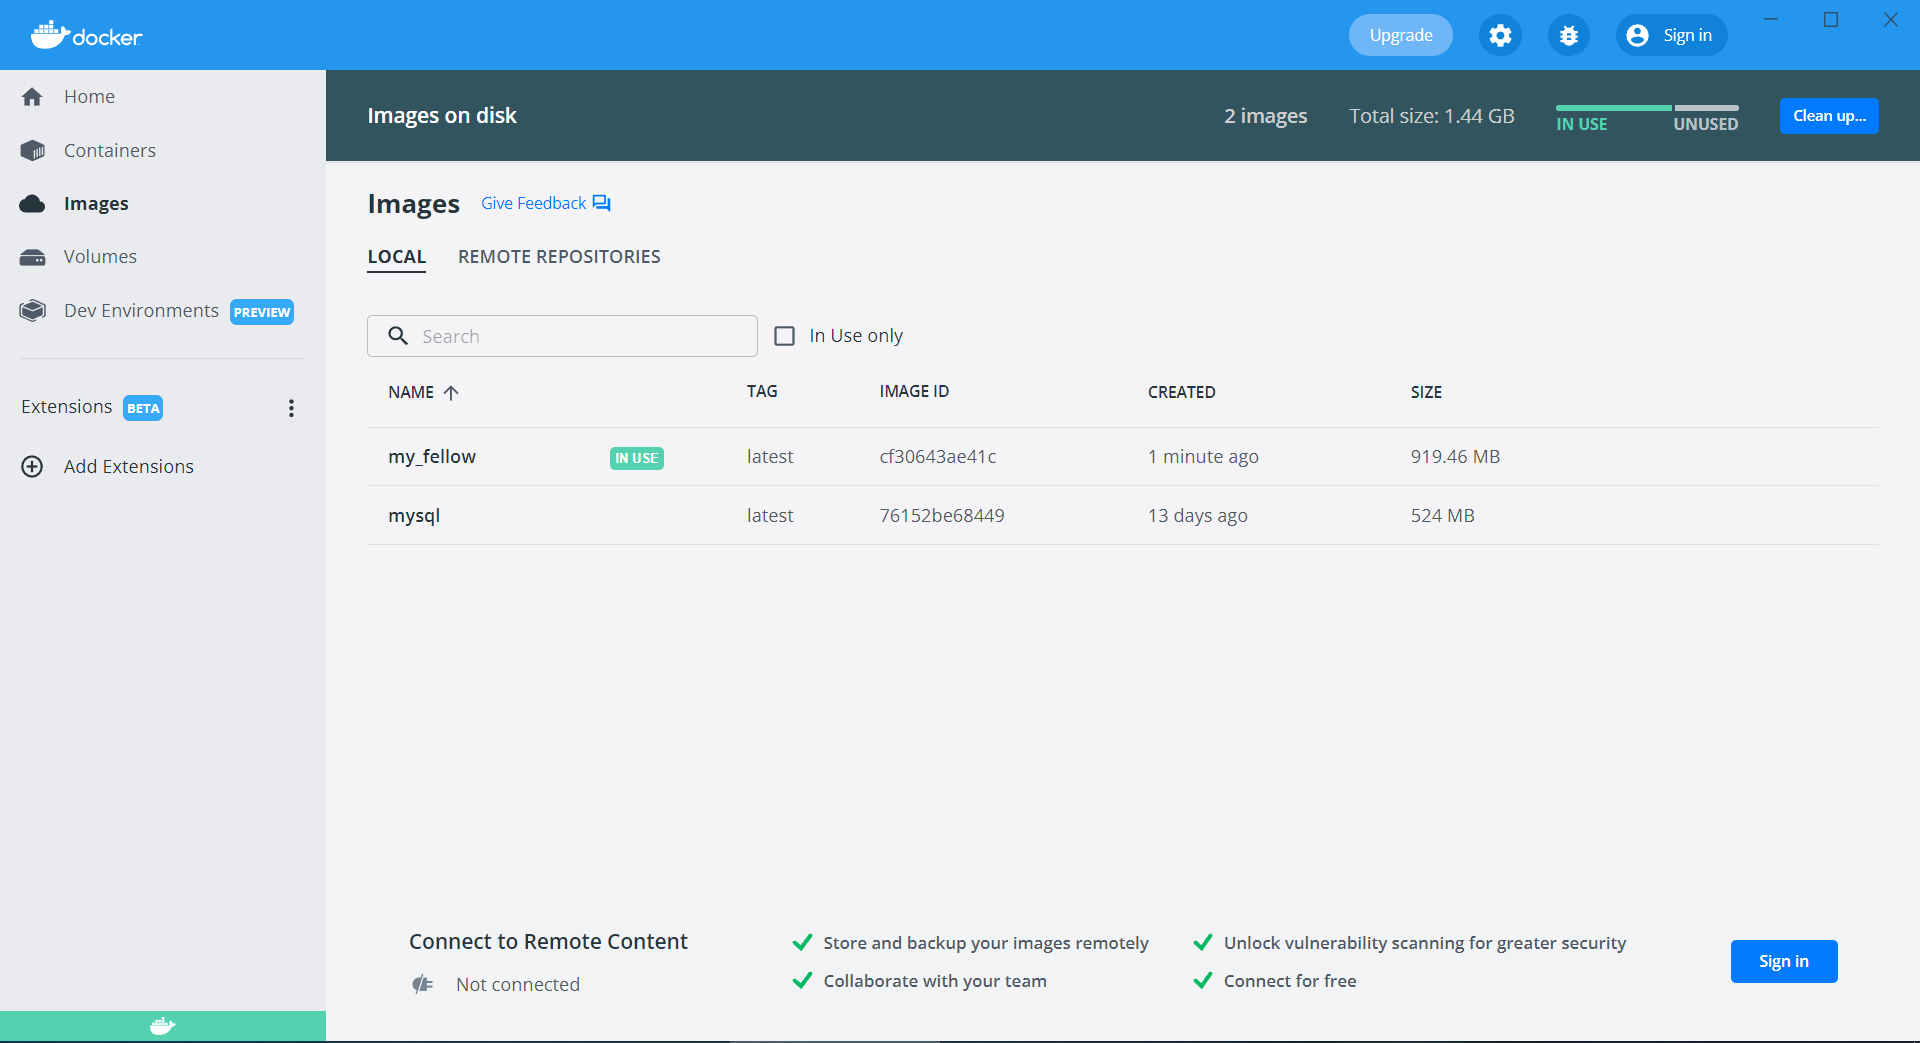 docker
Upgrade
Sign in
Home
Containers
Images
Volumes
Dev Environments PREVIEW
Extensions BETA
Add Extensions
Images on disk
2 images
Total size: 1.44 GB
IN USE UNUSED
Clean up...
Images Give Feedback
LOCAL REMOTE REPOSITORIES
Search
In Use only
NAME TAG IMAGE ID CREATED SIZE
my_fellow IN USE latest cf30643ae41c 1 minute ago 919.46 MB
mysql latest 76152be68449 13 days ago 524 MB
Connect to Remote Content
Not connected
Store and backup your images remotely
Collaborate with your team
Unlock vulnerability scanning for greater security
Connect for free
Sign in